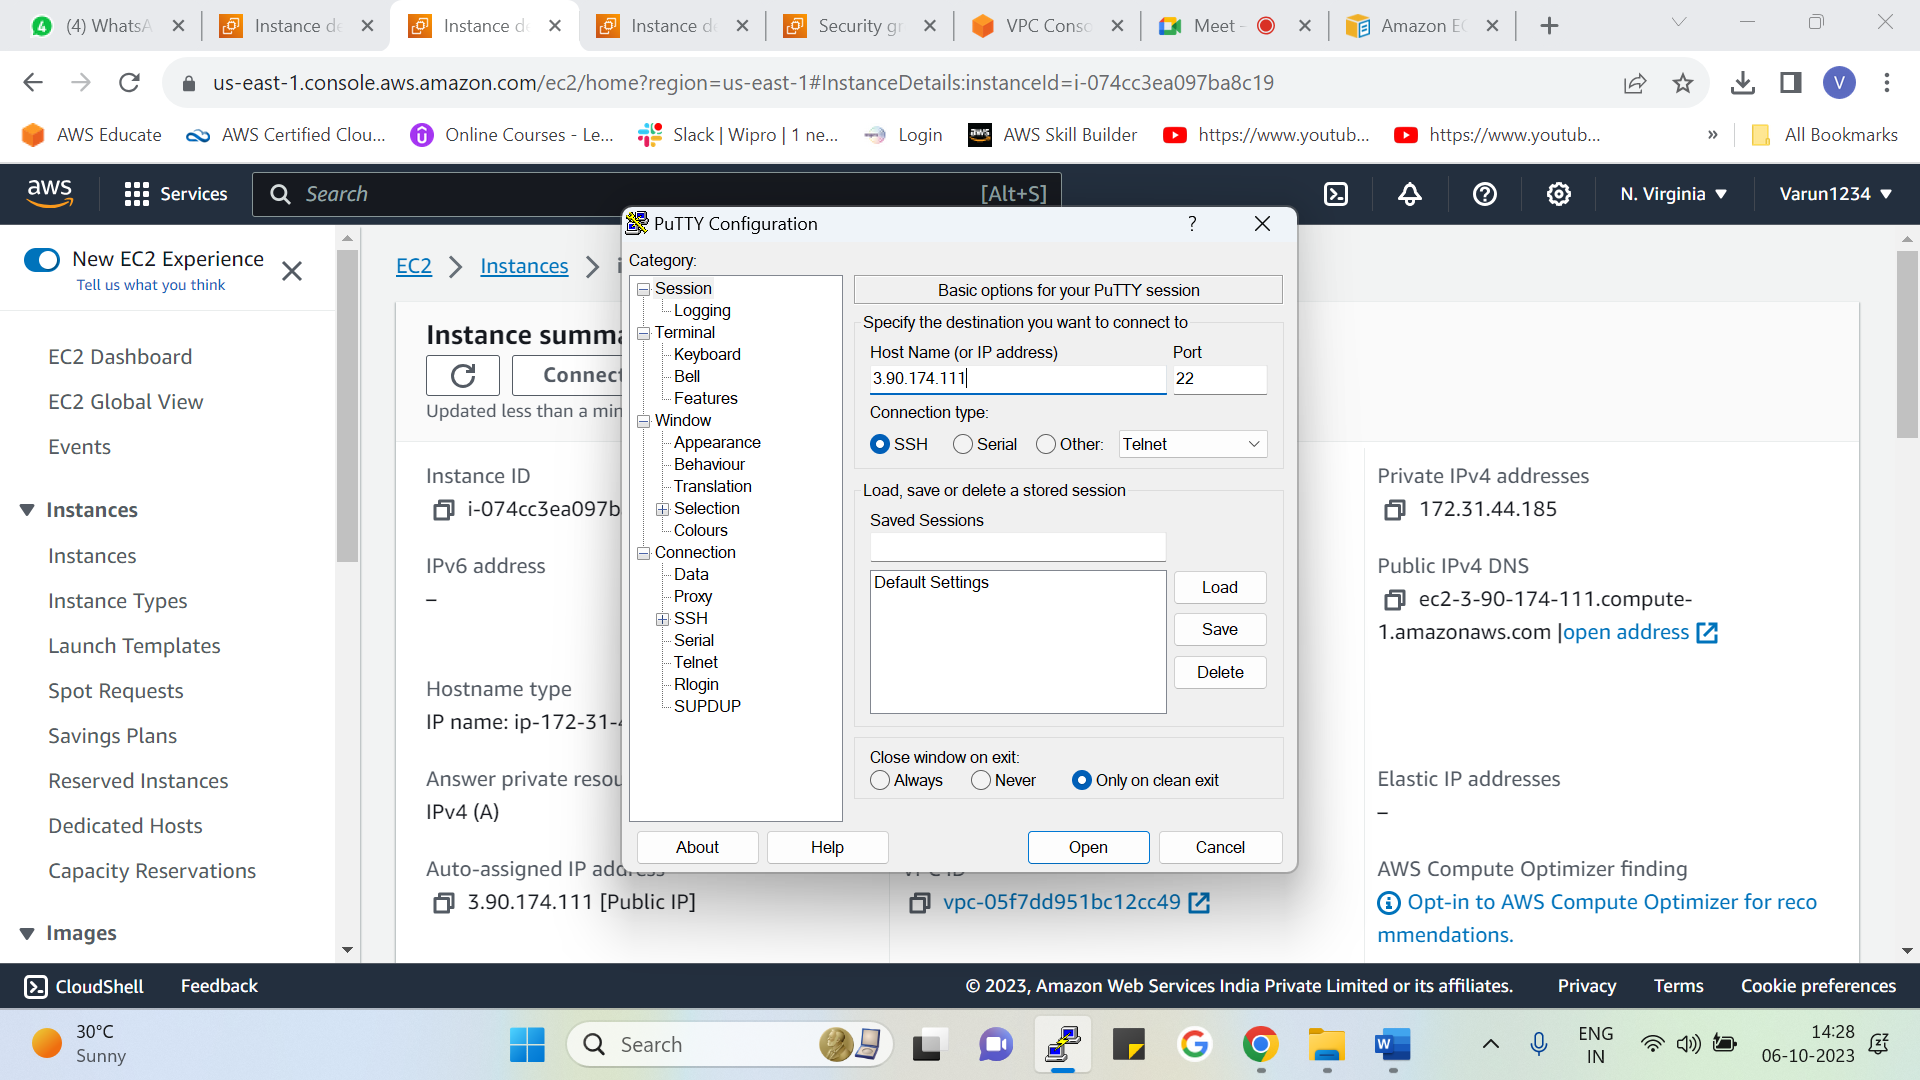 4
(4) WhatsA
Instance de
Instance de
Instance de
Security gr
VPC Conso
Meet -
Amazon EC
us-east-1.console.aws.amazon.com/ec2/home?region=us-east-1#InstanceDetails:instanceId=i-074cc3ea097ba8c19
V
AWS Educate
AWS Certified Clou...
Online Courses - Le...
Slack | Wipro | 1 ne...
Login
AWS Skill Builder
https://www.youtub...
https://www.youtub...
»
All Bookmarks
aws
Services
Search
[Alt+S]
N. Virginia
Varun1234
New EC2 Experience
Tell us what you think
EC2 Dashboard
EC2 Global View
Events
Instances
Instances
Instance Types
Launch Templates
Spot Requests
Savings Plans
Reserved Instances
Dedicated Hosts
Capacity Reservations
Images
EC2
Instances
i
Instance summa
Connect
Updated less than a min
Instance ID
i-074cc3ea097b
IPv6 address
–
Hostname type
IP name: ip-172-31-4
Answer private resou
IPv4 (A)
Auto-assigned IP address
3.90.174.111 [Public IP]
VPC ID
vpc-05f7dd951bc12cc49
Private IPv4 addresses
172.31.44.185
Public IPv4 DNS
ec2-3-90-174-111.compute-
1.amazonaws.com |open address
Elastic IP addresses
–
AWS Compute Optimizer finding
Opt-in to AWS Compute Optimizer for reco
mmendations.
PuTTY Configuration
?
Category:
Session
Logging
Terminal
Keyboard
Bell
Features
Window
Appearance
Behaviour
Translation
Selection
Colours
Connection
Data
Proxy
SSH
Serial
Telnet
Rlogin
SUPDUP
Basic options for your PuTTY session
Specify the destination you want to connect to
Host Name (or IP address)
Port
3.90.174.111
22
Connection type:
SSH
Serial
Other:
Telnet
Load, save or delete a stored session
Saved Sessions
Default Settings
Load
Save
Delete
Close window on exit:
Always
Never
Only on clean exit
About
Help
Open
Cancel
CloudShell
Feedback
© 2023, Amazon Web Services India Private Limited or its affiliates.
Privacy
Terms
Cookie preferences
30°C
Sunny
Search
ENG
IN
14:28
06-10-2023